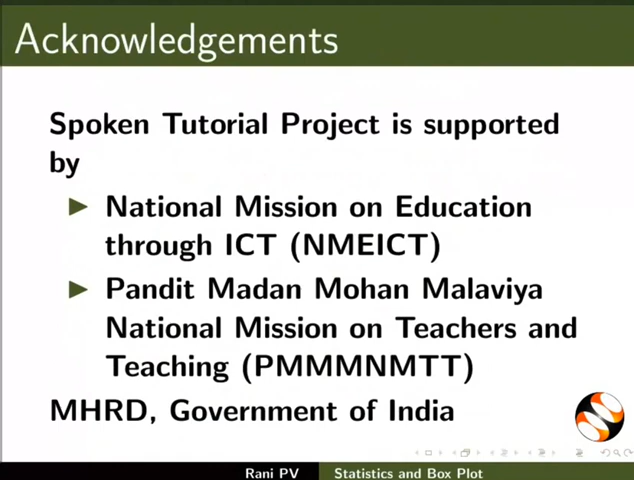 Acknowledgements
Spoken Tutorial Project is supported
by
National Mission on Education
through ICT (NMEICT)
Pandit Madan Mohan Malaviya
National Mission on Teachers and
Teaching (PMMMNMTT)
MHRD, Government of India
Rani PV Statistics and Box Plot